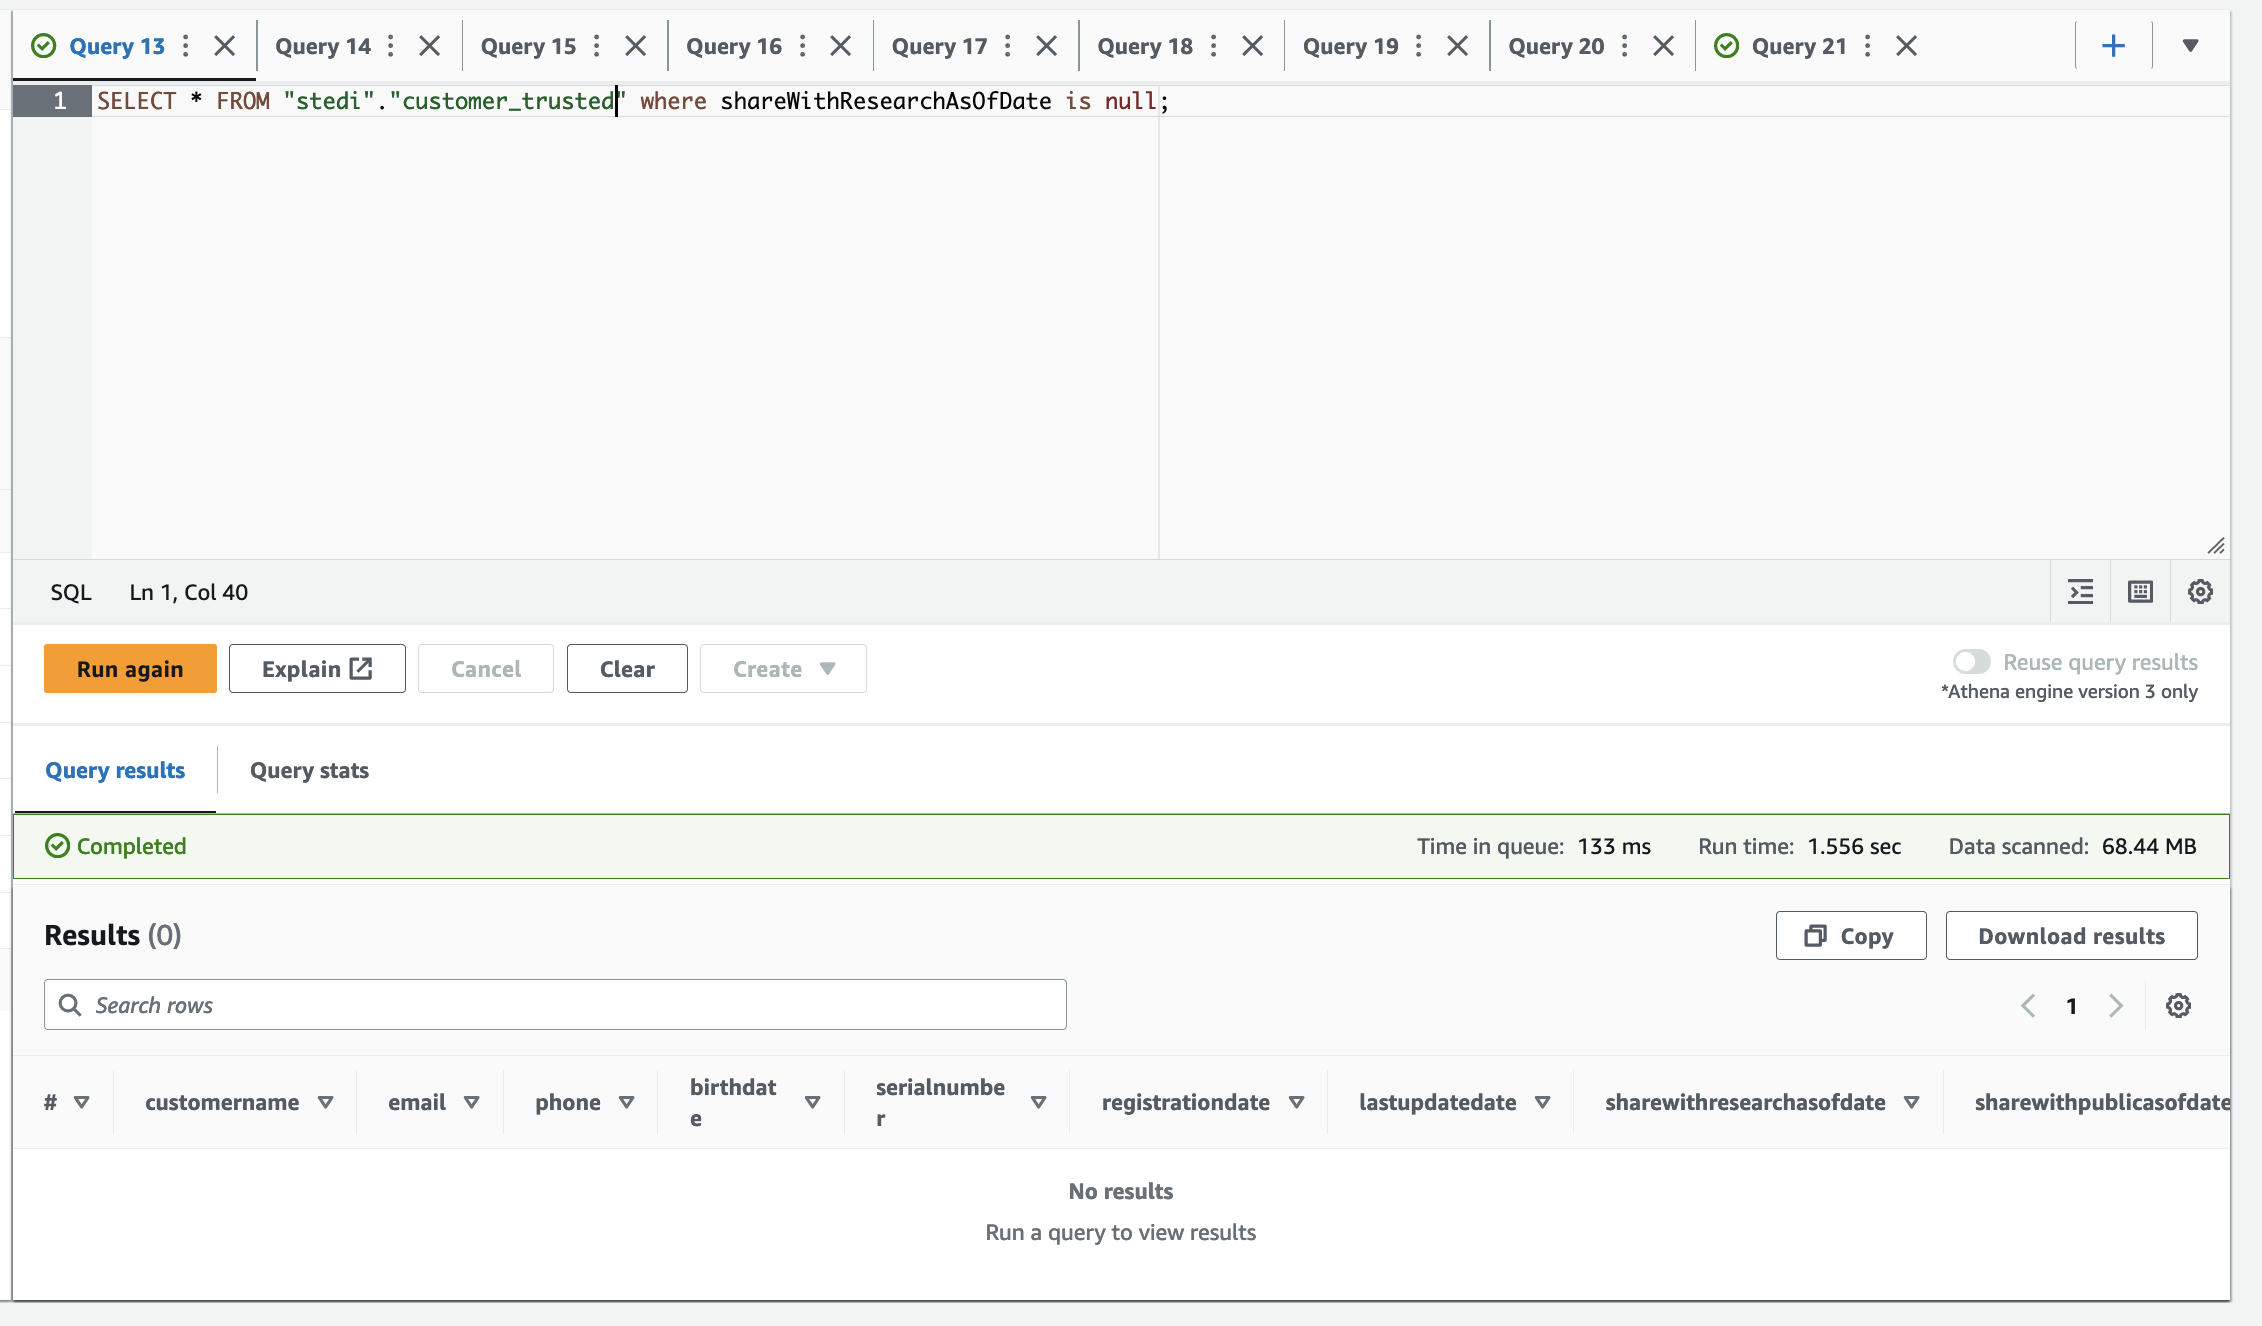 Query 13 Query 14 Query 15 Query 16 Query 17 Query 18 Query 19 Query 20 Query 21
1 SELECT * FROM "stedi"."customer_trusted" where shareWithResearchAsOfDate is null;
SQL Ln 1, Col 40
Run again Explain Cancel Clear Create Reuse query results
*Athena engine version 3 only
Query results Query stats
Completed Time in queue: 133 ms Run time: 1.556 sec Data scanned: 68.44 MB
Results (0) Copy Download results
Search rows 1
# customername email phone birthdat
e serialnumbe
r registrationdate lastupdatedate sharewithresearchasofdate sharewithpublicasofdate
No results
Run a query to view results